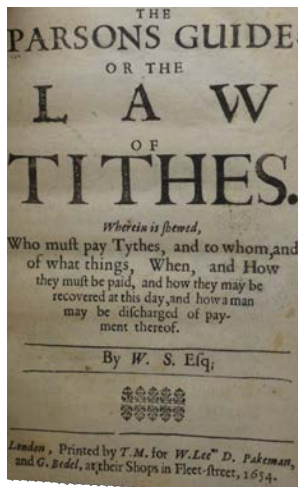 THE
PARSONS GUIDE
OR THE
LAW
OF
TITHES.
Wherein is ſhewed,
Who muſt pay Tythes, and to whom, and
of what things, When, and How
they muſt be paid, and how they may be
recovered at this day, and how a man
may be diſcharged of pay-
ment thereof.
By W. S. Eſq;
London, Printed by T. M. for W. Lee D. Pakeman,
and G. Bedel, at their Shops in Fleet-ſtreet, 1654.